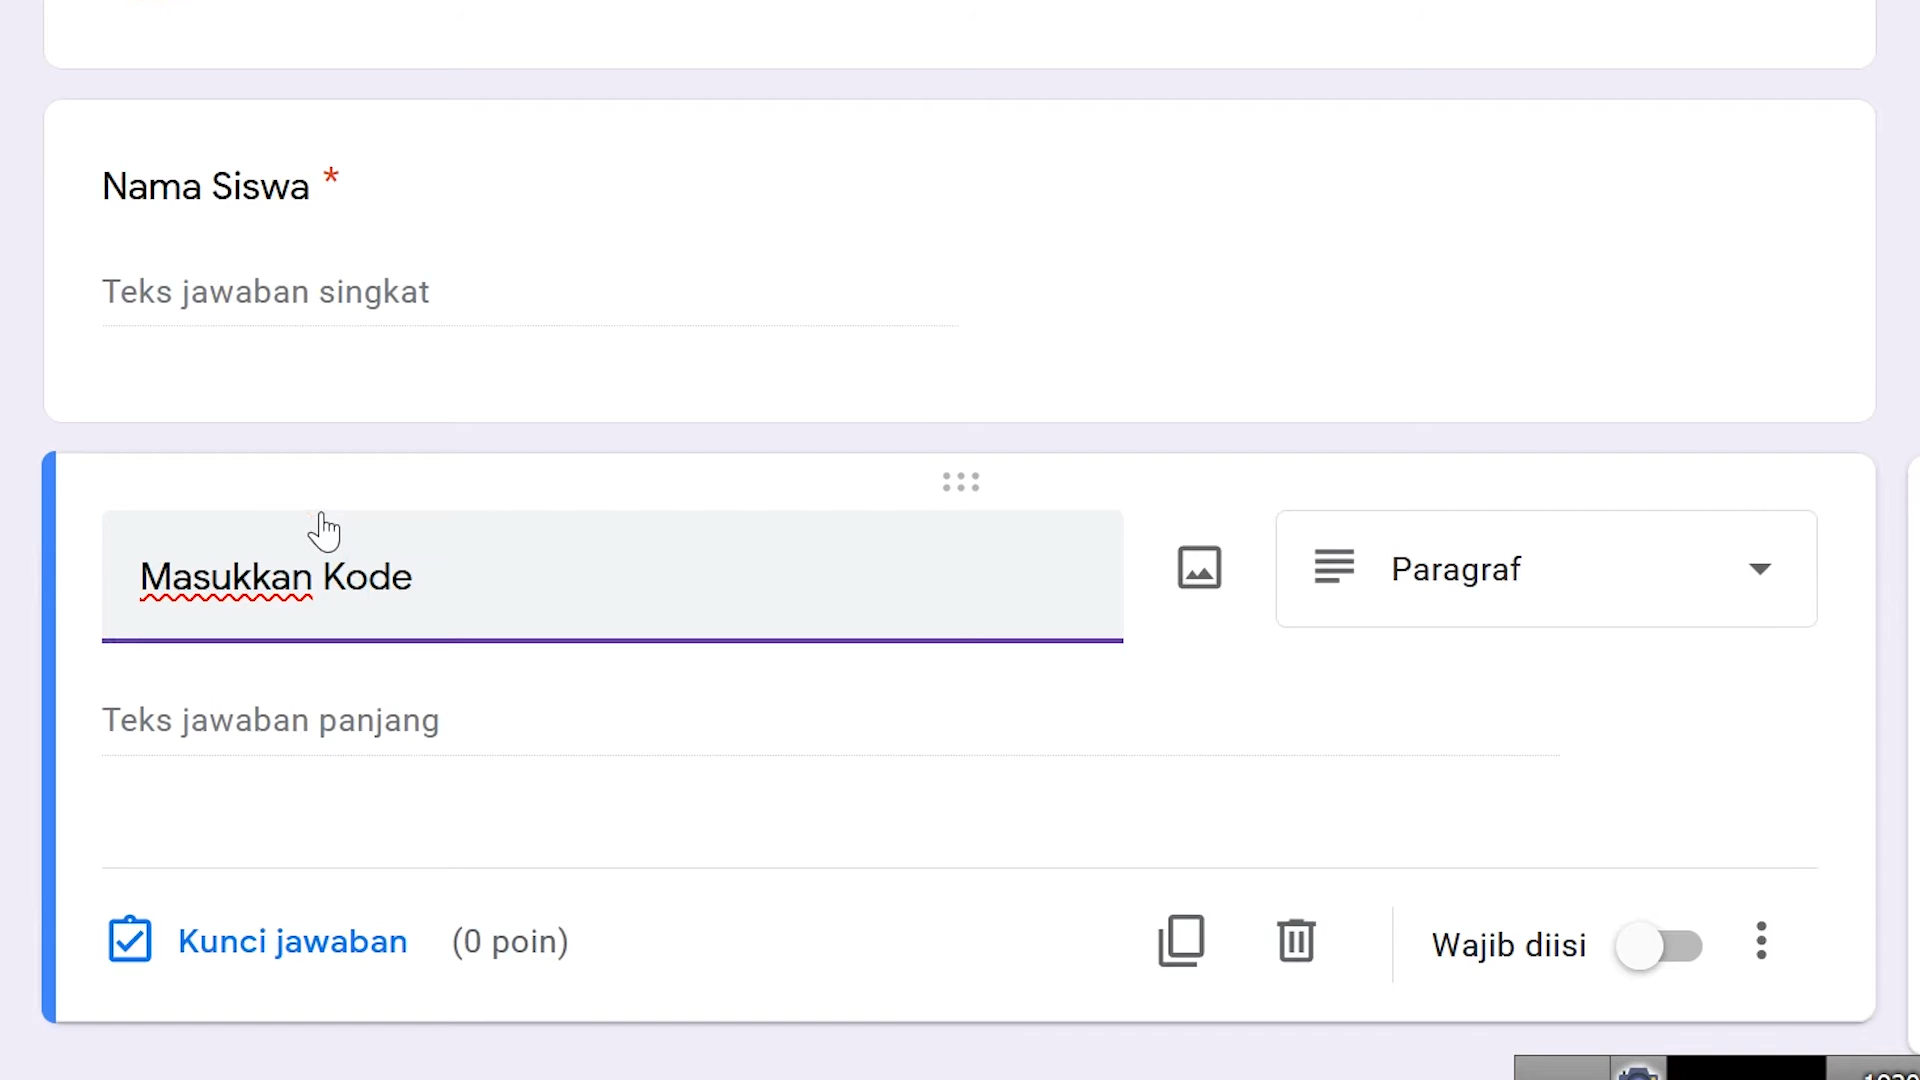 Nama Siswa *
Teks jawaban singkat
Masukkan Kode
Paragraf
Teks jawaban panjang
Kunci jawaban (0 poin)
Wajib diisi